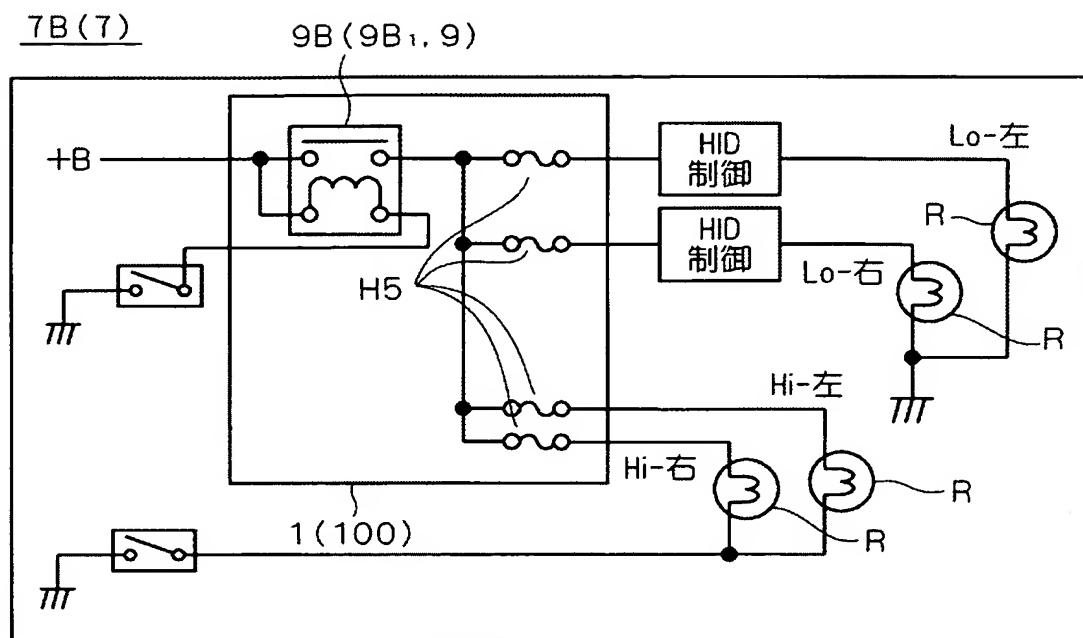 7B(7)
9B(9B₁,9)
+B
HID
制御
Lo-左
R
HID
制御
Lo-右
H5
R
Hi-左
Hi-右
R
R
1(100)